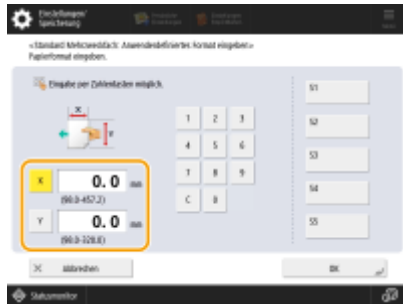 Einstellungen/
Speicherung
<Standard Mehrzweckfach: Anwenderdefiniertes Format eingeben>
Papierformat eingeben.
Eingabe per Zahlentasten möglich.
X
Y
1 2 3
4 5 6
7 8 9
C 0
X 0.0 mm
(98.0-457.2)
Y 0.0 mm
(98.0-320.0)
S1
S2
S3
S4
S5
Abbrechen
OK
Statusmonitor